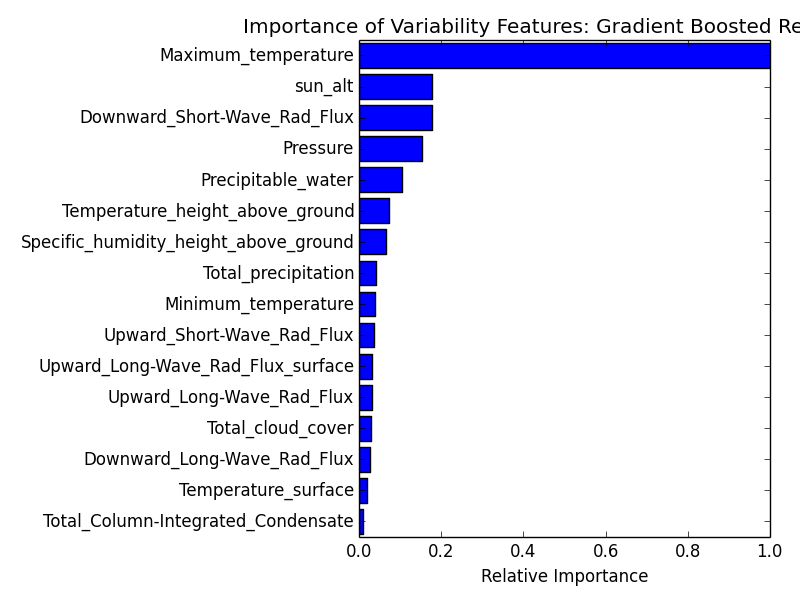 Importance of Variability Features: Gradient Boosted Re
Maximum_temperature
sun_alt
Downward_Short-Wave_Rad_Flux
Pressure
Precipitable_water
Temperature_height_above_ground
Specific_humidity_height_above_ground
Total_precipitation
Minimum_temperature
Upward_Short-Wave_Rad_Flux
Upward_Long-Wave_Rad_Flux_surface
Upward_Long-Wave_Rad_Flux
Total_cloud_cover
Downward_Long-Wave_Rad_Flux
Temperature_surface
Total_Column-Integrated_Condensate
0.0 0.2 0.4 0.6 0.8 1.0
Relative Importance